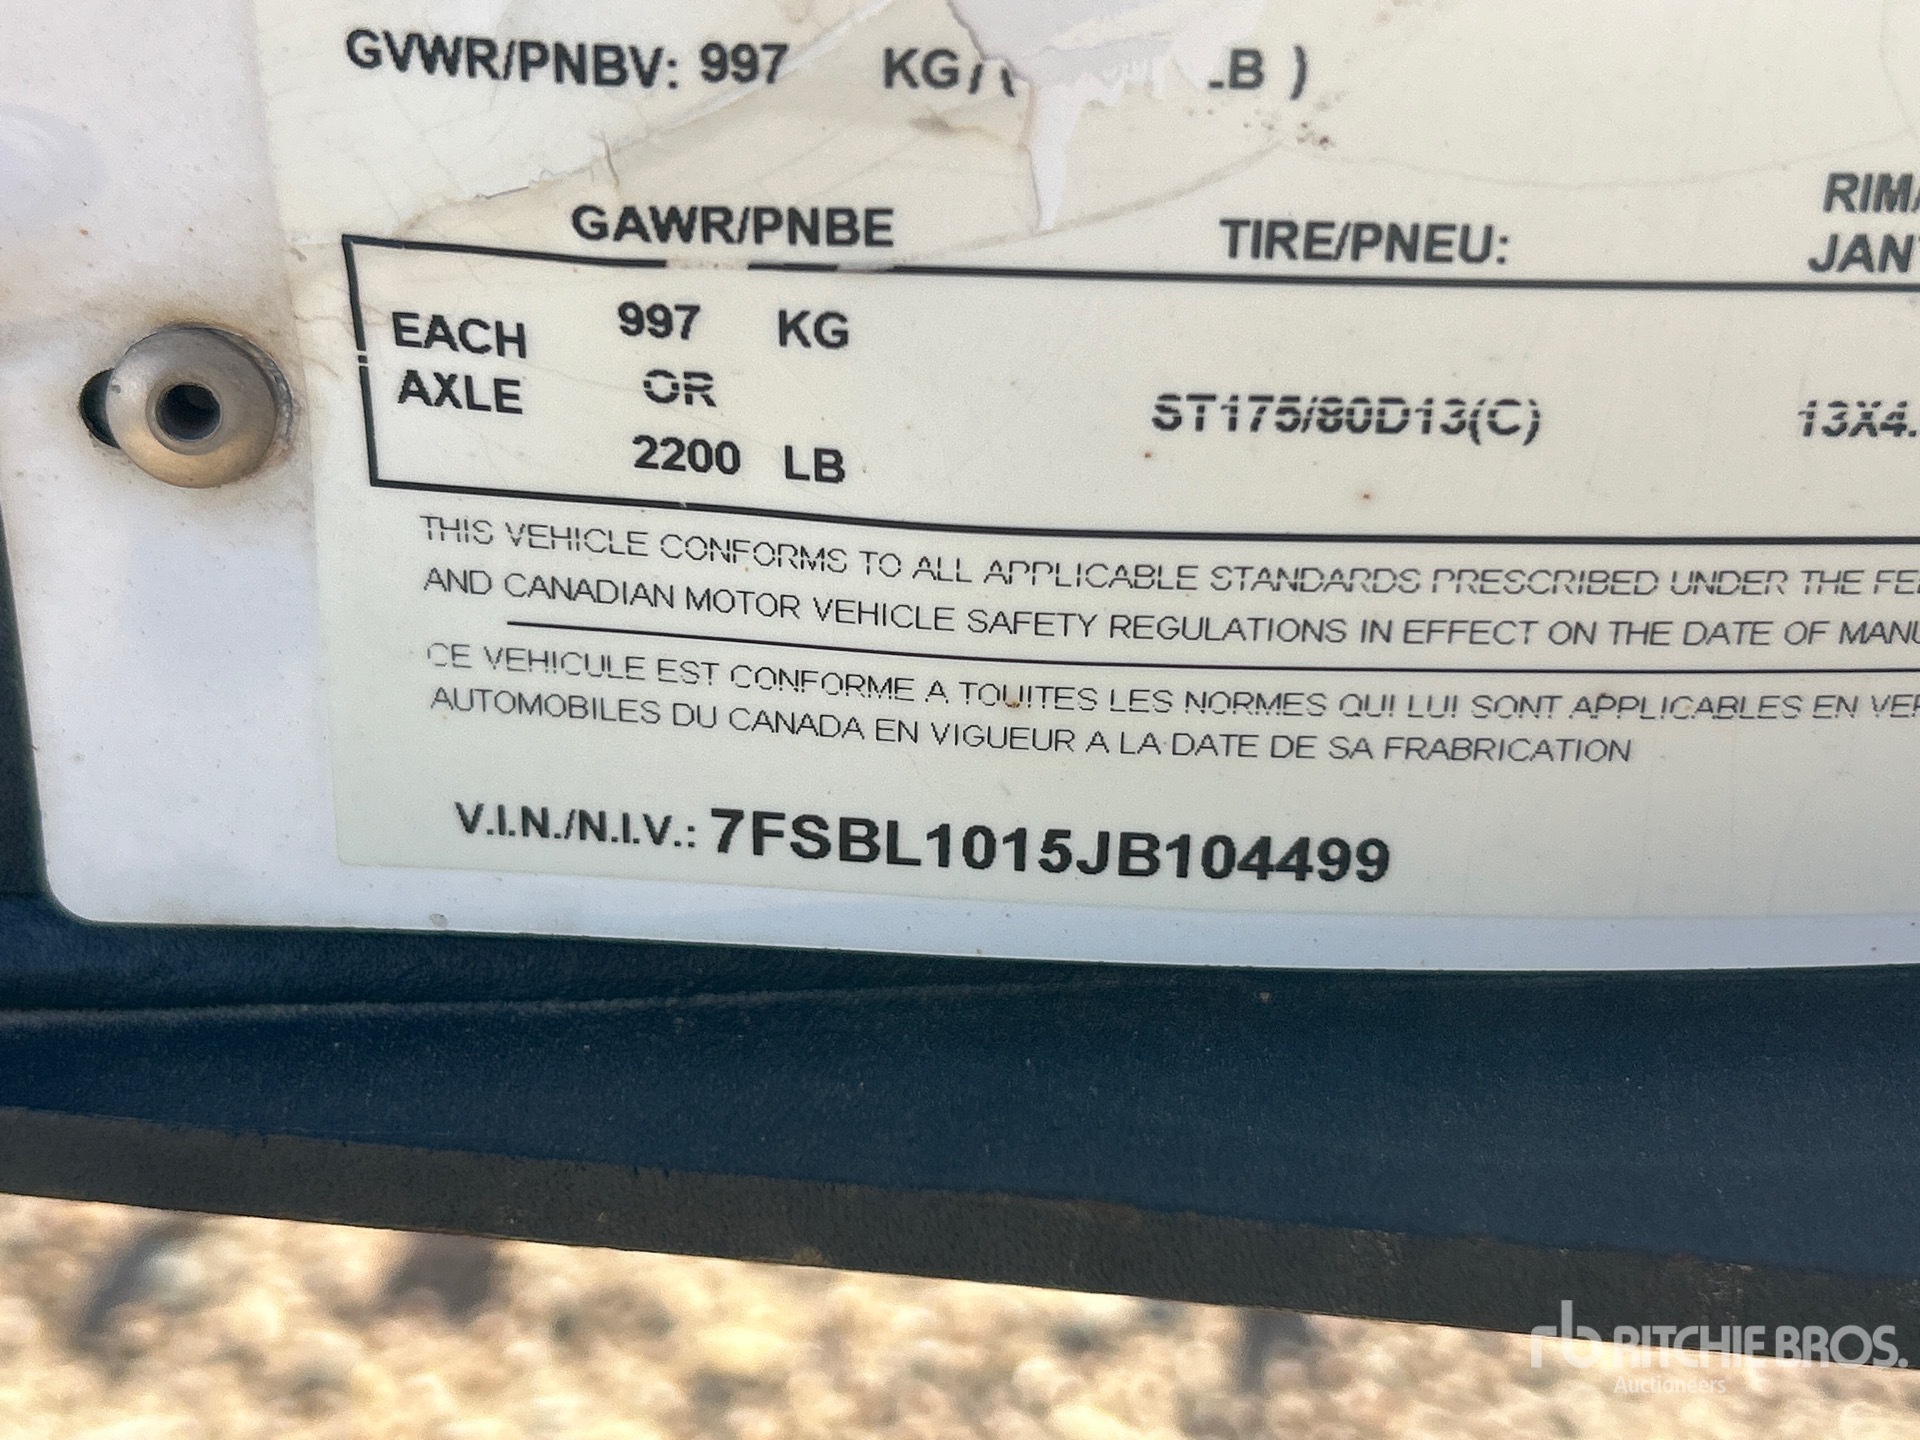 GVWR/PNBV: 997 KG/( LB )
GAWR/PNBE TIRE/PNEU:
EACH 997 KG
AXLE OR
2200 LB
ST175/80D13(C) 13X4.
THIS VEHICLE CONFORMS TO ALL APPLICABLE STANDARDS PRESCRIBED UNDER THE
AND CANADIAN MOTOR VEHICLE SAFETY REGULATIONS IN EFFECT ON THE DATE OF
CE VEHICULE EST CONFORME A TOUITES LES NORMES QUI LUI SONT APPLICABLES EN
AUTOMOBILES DU CANADA EN VIGUEUR A LA DATE DE SA FRABRICATION
V.I.N./N.I.V.: 7FSBL1015JB104499
rb RITCHIE BROS.
Auctioneers